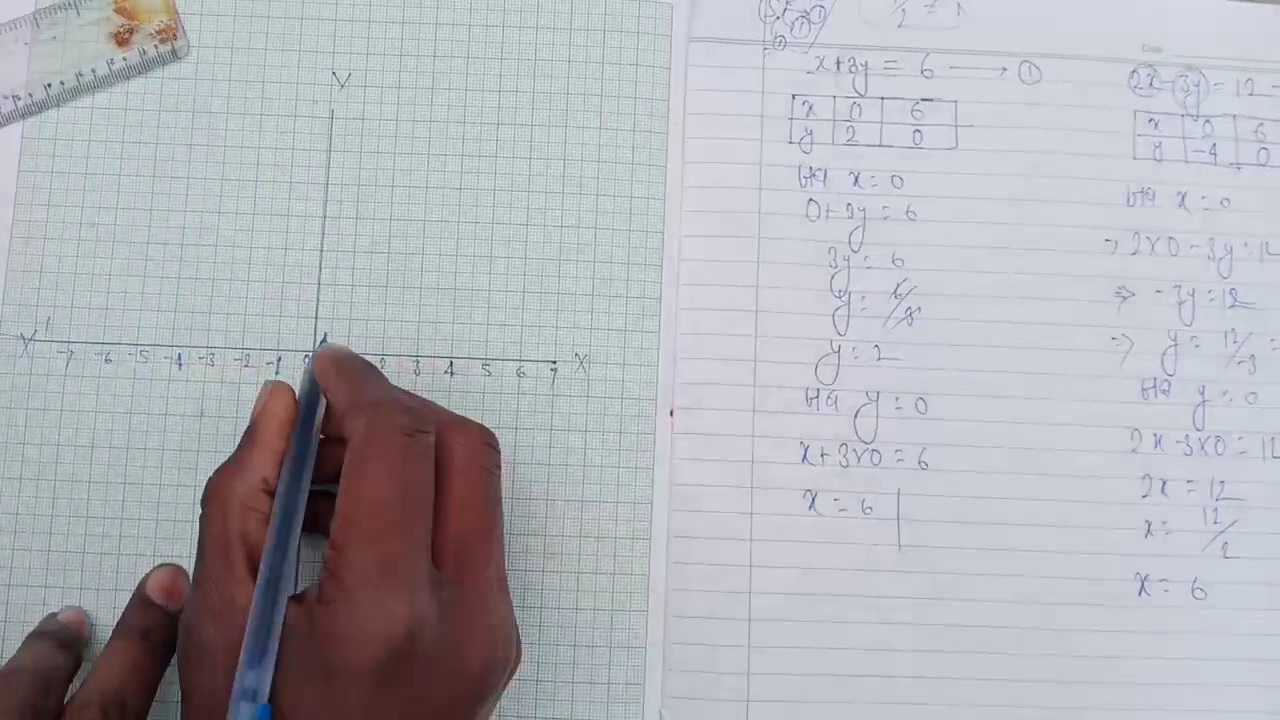 Y
X'
-7 -6 -5 -4 -3 -2 -1 0 2 3 4 5 6 7 X
x+3y = 6 → ①
x 0 6
y 2 0
जब x = 0
0+3y = 6
3y = 6
y = 6/3
y = 2
जब y = 0
x+3×0 = 6
x = 6
2x-3y = 12
x 0 6
y -4 0
जब x = 0
⇒ 2×0 - 3y = 12
⇒ -3y = 12
⇒ y = 12/-3 =
जब y = 0
2x-3×0 = 12
2x = 12
x = 12/2
x = 6